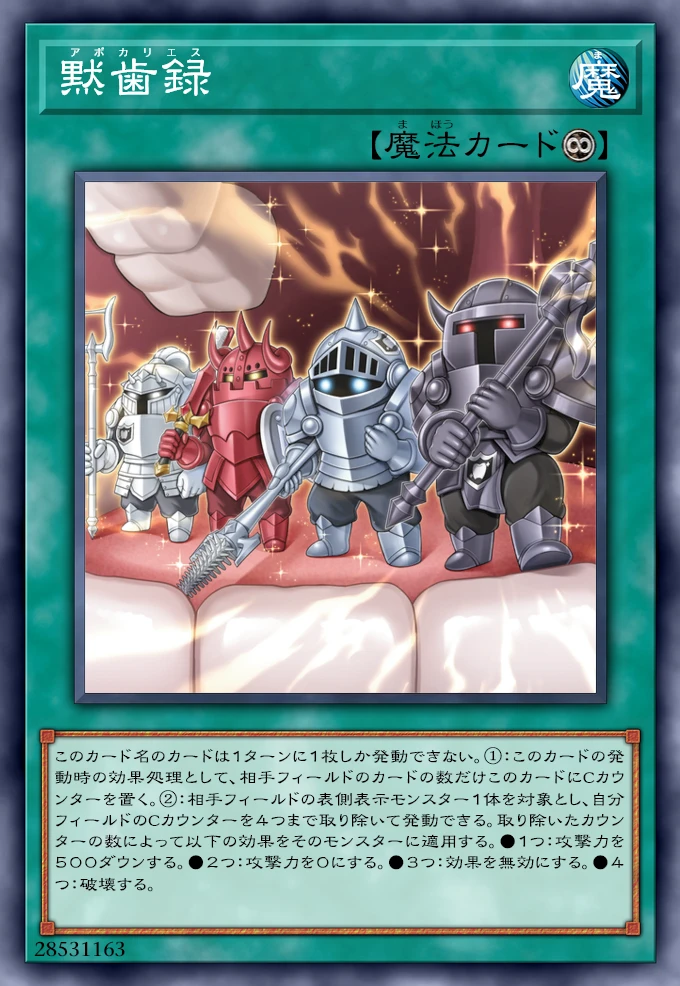 アポカリエス
黙歯録
ま
魔
ま ほう
【魔法カード】
このカード名のカードは1ターンに1枚しか発動できない。①：このカードの発
動時の効果処理として、相手フィールドのカードの数だけこのカードにCカウ
ンターを置く。②：相手フィールドの表側表示モンスター1体を対象とし、自分
フィールドのCカウンターを4つまで取り除いて発動できる。取り除いたカウン
ターの数によって以下の効果をそのモンスターに適用する。●1つ：攻撃力を
500ダウンする。●2つ：攻撃力を0にする。●3つ：効果を無効にする。●4
つ：破壊する。
28531163